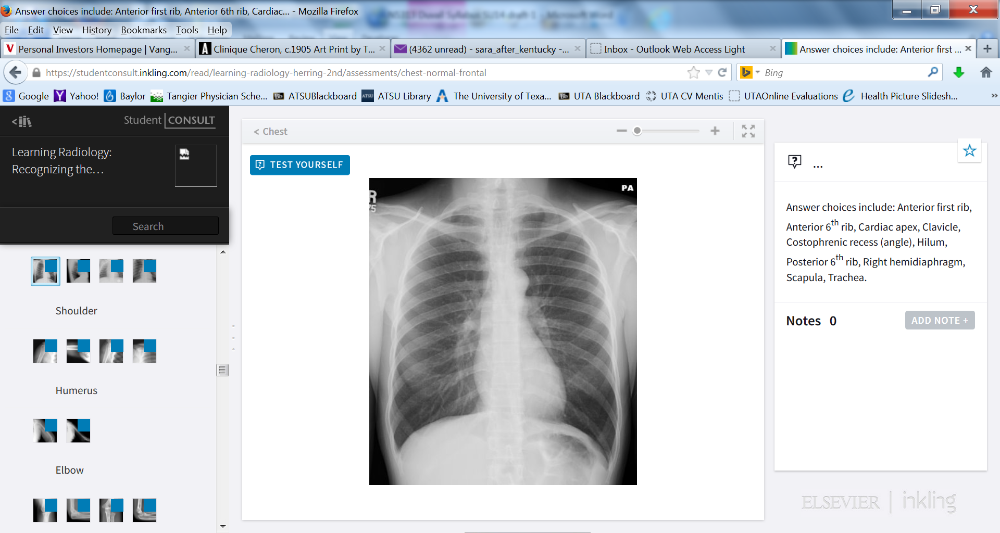 Answer choices include: Anterior first rib, Anterior 6th rib, Cardiac... - Mozilla Firefox
File Edit View History Bookmarks Tools Help
Personal Investors Homepage | Vang...
Clinique Cheron, c.1905 Art Print by T...
(4362 unread) - sara_after_kentucky -...
Inbox - Outlook Web Access Light
Answer choices include: Anterior first ...
https://studentconsult.inkling.com/read/learning-radiology-herring-2nd/assessments/chest-normal-frontal
Bing
Google Yahoo! Baylor Tangier Physician Sche... ATSUBlackboard ATSU Library The University of Texa... UTA Blackboard UTA CV Mentis UTAOnline Evaluations Health Picture Slidesh... »
Student CONSULT
Learning Radiology:
Recognizing the...
Search
Shoulder
Humerus
Elbow
< Chest
TEST YOURSELF
PA
R
75
...
Answer choices include: Anterior first rib,
Anterior 6th rib, Cardiac apex, Clavicle,
Costophrenic recess (angle), Hilum,
Posterior 6th rib, Right hemidiaphragm,
Scapula, Trachea.
Notes 0
ADD NOTE +
ELSEVIER | inkling